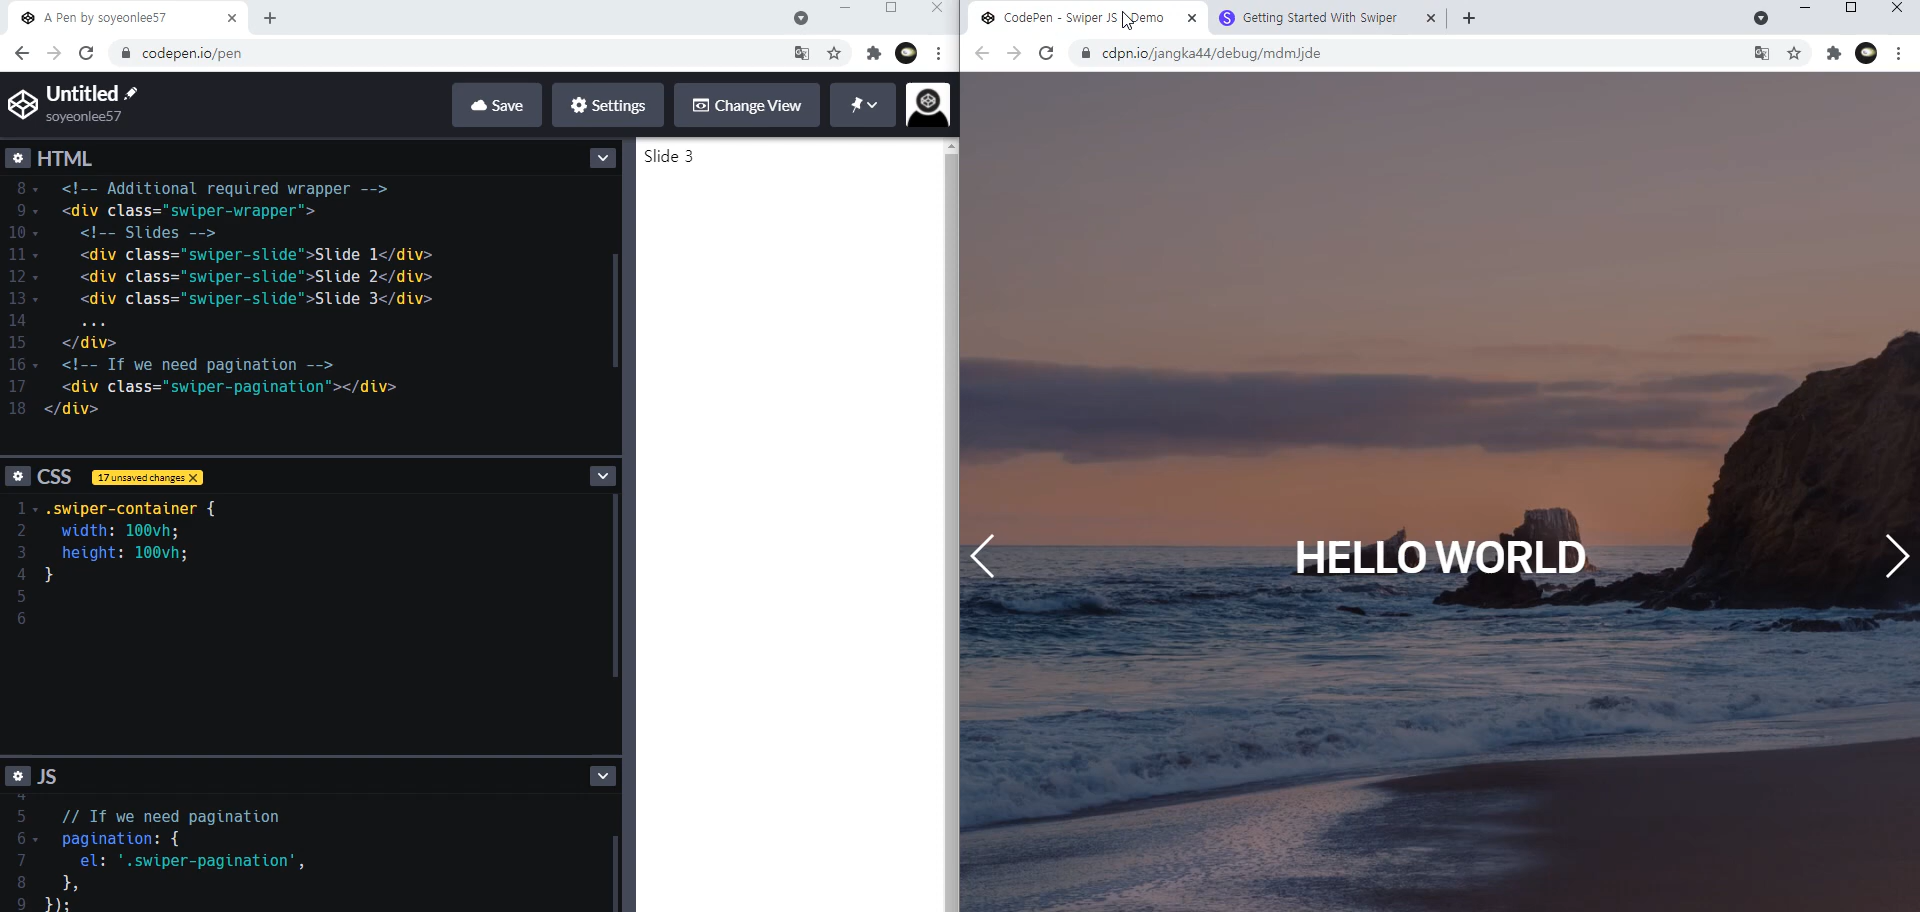 A Pen by soyeonlee57
codepen.io/pen
Untitled
soyeonlee57
Save
Settings
Change View
HTML
8 <!-- Additional required wrapper -->
9 <div class="swiper-wrapper">
10 <!-- Slides -->
11 <div class="swiper-slide">Slide 1</div>
12 <div class="swiper-slide">Slide 2</div>
13 <div class="swiper-slide">Slide 3</div>
14 ...
15 </div>
16 <!-- If we need pagination -->
17 <div class="swiper-pagination"></div>
18 </div>
CSS 17 unsaved changes
1 .swiper-container {
2 width: 100vh;
3 height: 100vh;
4 }
5
6
JS
4
5 // If we need pagination
6 pagination: {
7 el: '.swiper-pagination',
8 },
9 });
Slide 3
CodePen - Swiper JS Demo
Getting Started With Swiper
cdpn.io/jangka44/debug/mdmJjde
HELLO WORLD